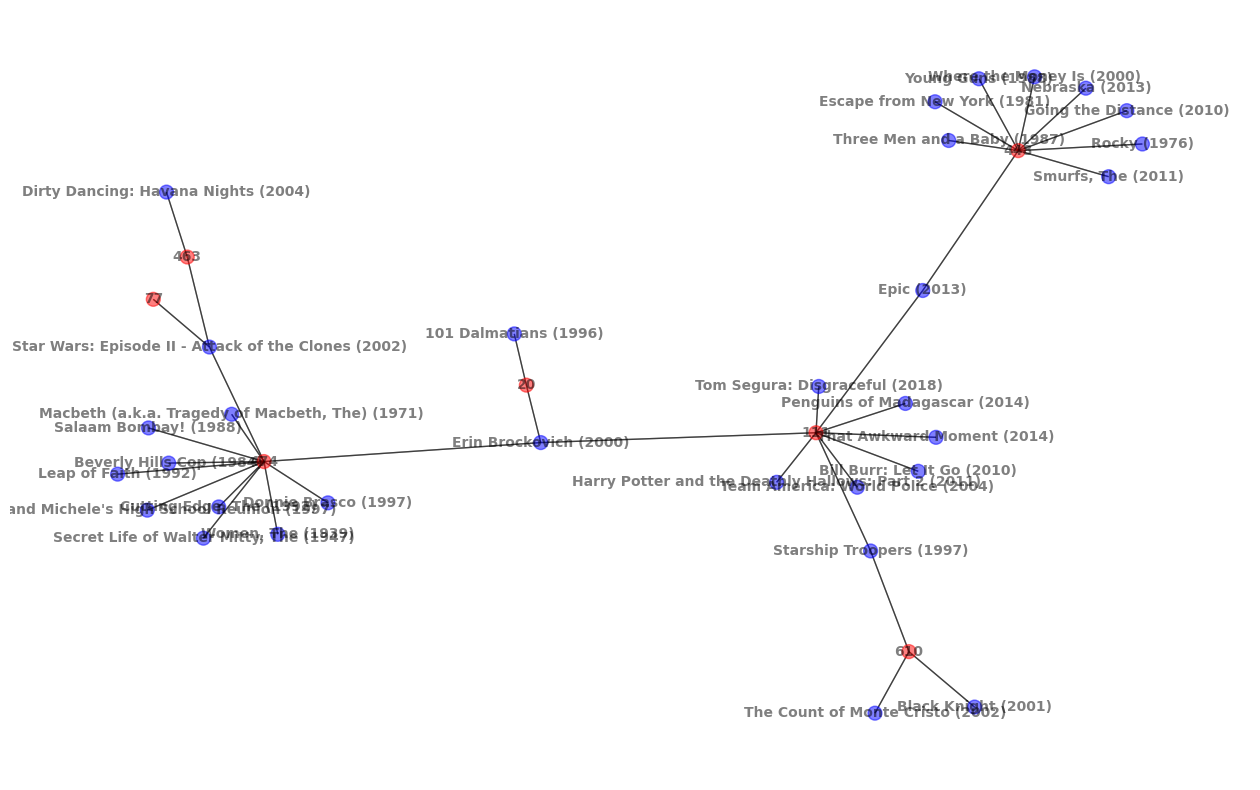 Where the Money Is (2000)
Young Guns (1988)
Nebraska (2013)
Escape from New York (1981)
Going the Distance (2010)
Three Men and a Baby (1987)
Rocky (1976)
Smurfs, The (2011)
Dirty Dancing: Havana Nights (2004)
463
77
Epic (2013)
101 Dalmatians (1996)
Star Wars: Episode II - Attack of the Clones (2002)
20
Tom Segura: Disgraceful (2018)
Penguins of Madagascar (2014)
Macbeth (a.k.a. Tragedy of Macbeth, The) (1971)
Salaam Bombay! (1988)
That Awkward Moment (2014)
Erin Brockovich (2000)
Beverly Hills Cop (1984)
Leap of Faith (1992)
Bill Burr: Let It Go (2010)
Harry Potter and the Deathly Hallows: Part 2 (2011)
Team America: World Police (2004)
Donnie Brasco (1997)
Cutting Edge, The (1992)
and Michele's High School Reunion (1997)
Women, The (1939)
Secret Life of Walter Mitty, The (1947)
Starship Troopers (1997)
610
Black Knight (2001)
The Count of Monte Cristo (2002)